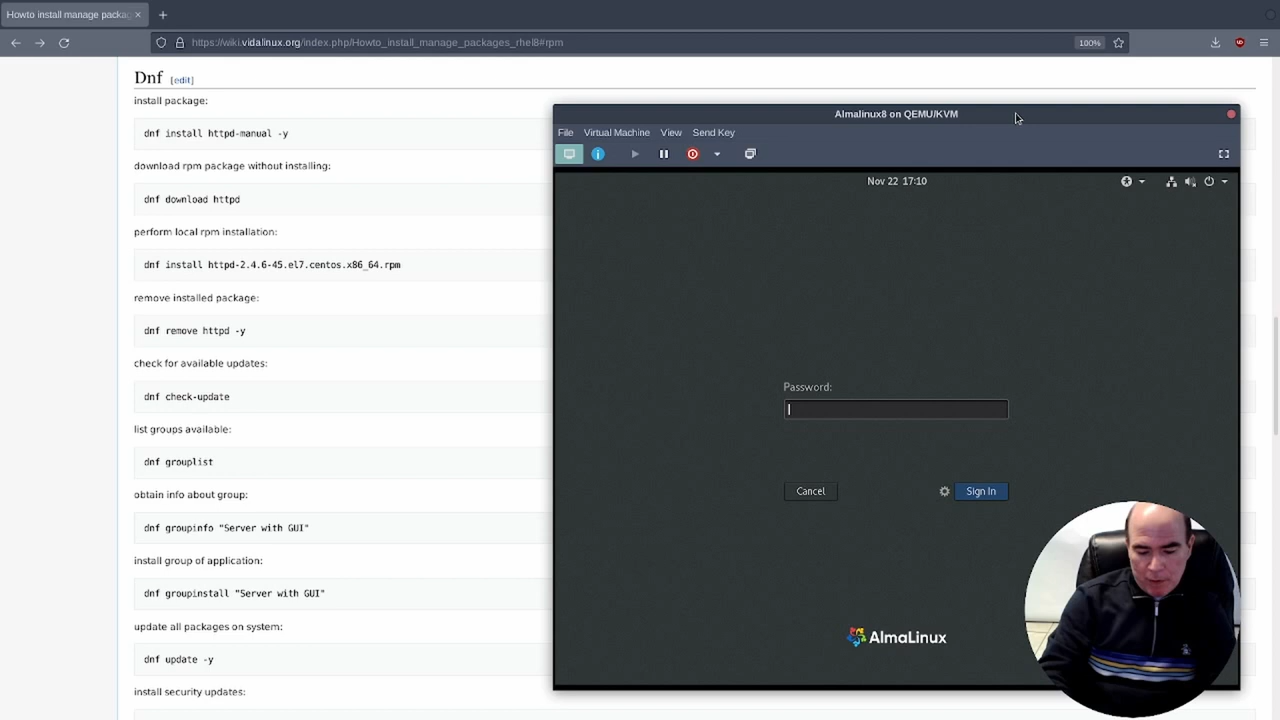 Howto install manage packag
https://wiki.vidalinux.org/index.php/Howto_install_manage_packages_rhel8#rpm
100%
Dnf [edit]
install package:
dnf install httpd-manual -y
download rpm package without installing:
dnf download httpd
perform local rpm installation:
dnf install httpd-2.4.6-45.el7.centos.x86_64.rpm
remove installed package:
dnf remove httpd -y
check for available updates:
dnf check-update
list groups available:
dnf grouplist
obtain info about group:
dnf groupinfo "Server with GUI"
install group of application:
dnf groupinstall "Server with GUI"
update all packages on system:
dnf update -y
install security updates:
Almalinux8 on QEMU/KVM
File Virtual Machine View Send Key
Nov 22 17:10
Password:
Cancel
Sign In
AlmaLinux